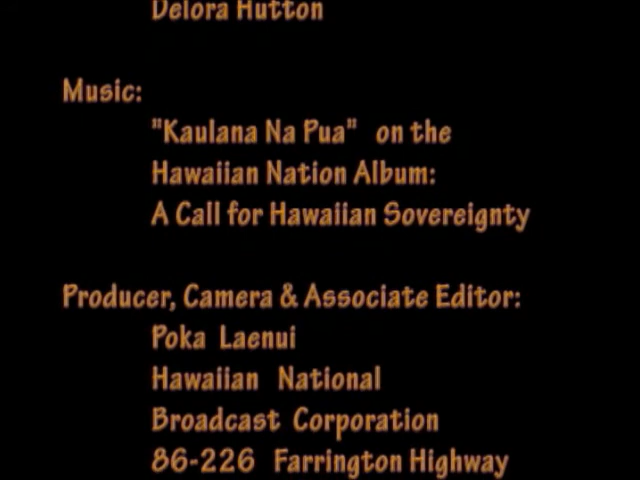 Delora Hutton
Music:
"Kaulana Na Pua" on the
Hawaiian Nation Album:
A Call for Hawaiian Sovereignty
Producer, Camera & Associate Editor:
Poka Laenui
Hawaiian National
Broadcast Corporation
86-226 Farrington Highway